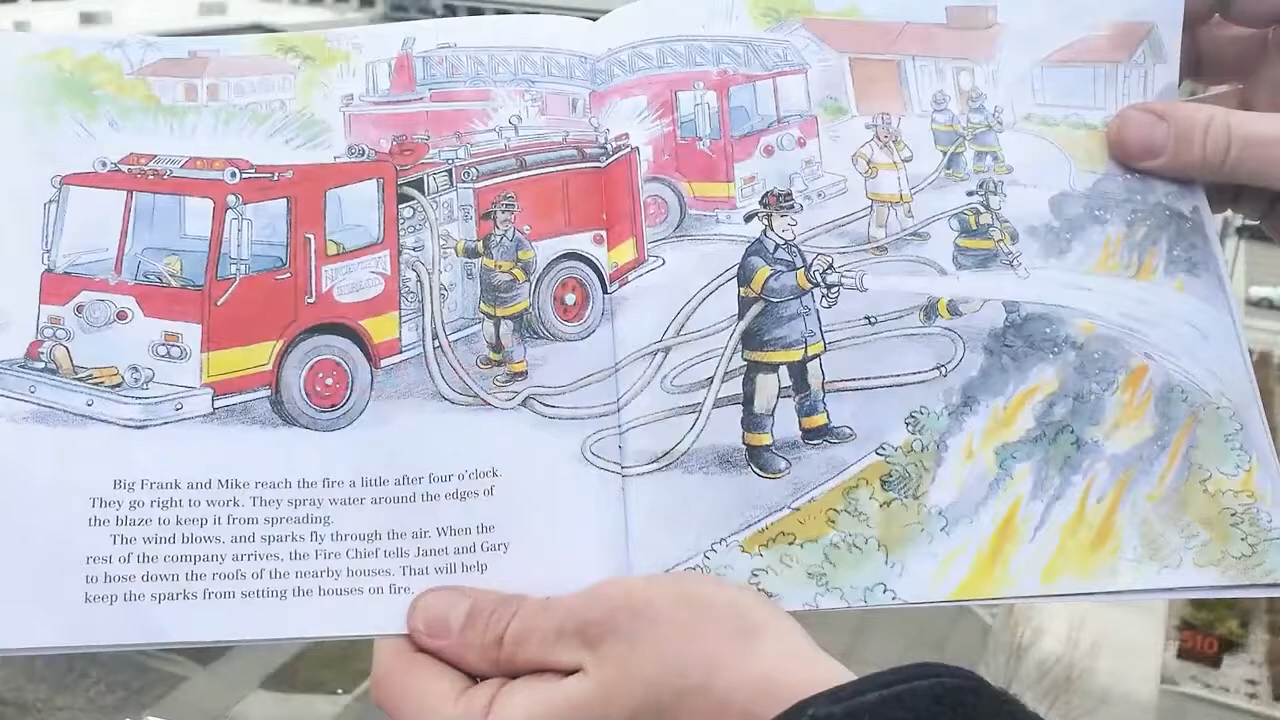 Big Frank and Mike reach the fire a little after four o'clock.
They go right to work. They spray water around the edges of
the blaze to keep it from spreading.
The wind blows, and sparks fly through the air. When the
rest of the company arrives, the Fire Chief tells Janet and Gary
to hose down the roofs of the nearby houses. That will help
keep the sparks from setting the houses on fire.
510